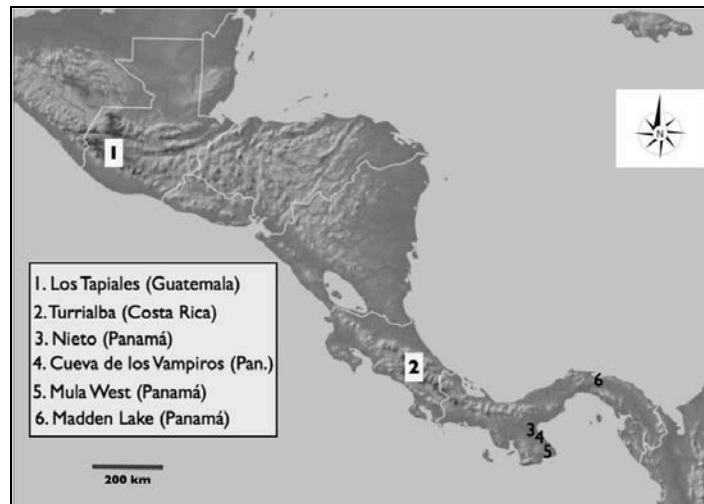 N
1
1. Los Tapiales (Guatemala)
2. Turrialba (Costa Rica)
3. Nieto (Panamá)
4. Cueva de los Vampiros (Pan.)
5. Mula West (Panamá)
6. Madden Lake (Panamá)
2
6
3
4
5
200 km